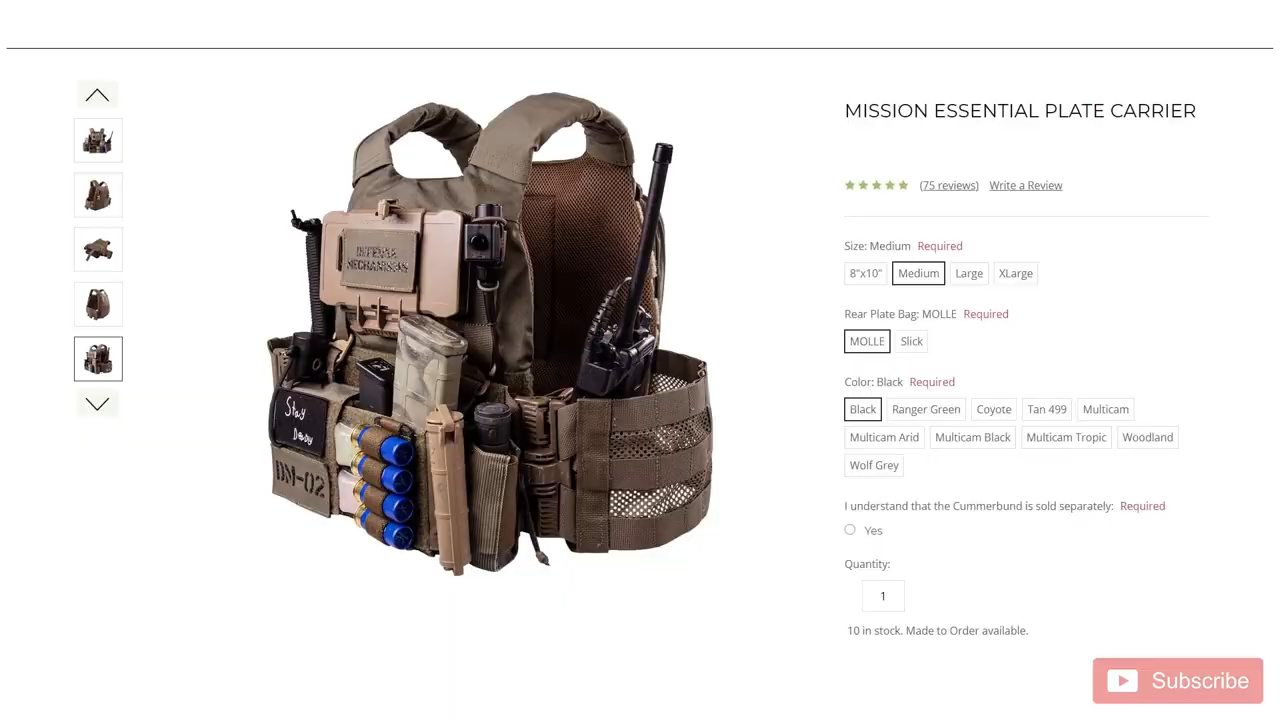 MISSION ESSENTIAL PLATE CARRIER
(75 reviews) Write a Review
Size: Medium Required
8"x10" Medium Large XLarge
Rear Plate Bag: MOLLE Required
MOLLE Slick
Color: Black Required
Black Ranger Green Coyote Tan 499 Multicam
Multicam Arid Multicam Black Multicam Tropic Woodland
Wolf Grey
I understand that the Cummerbund is sold separately: Required
Yes
Quantity:
1
10 in stock. Made to Order available.
Stay
DM-02
Subscribe